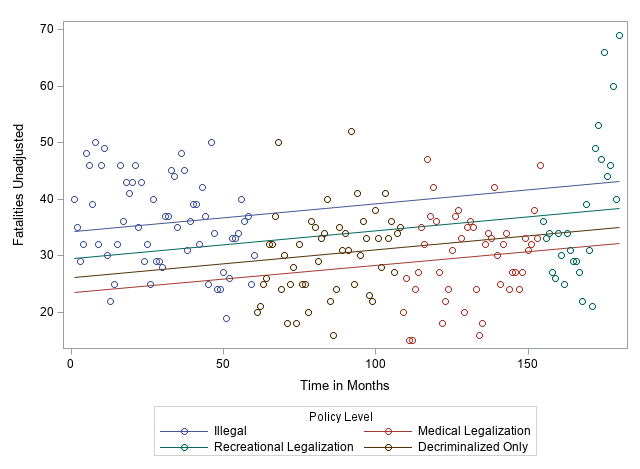 70
60
50
40
30
20
Fatalities Unadjusted
0
50
100
150
Time in Months
Policy Level
Illegal
Medical Legalization
Recreational Legalization
Decriminalized Only